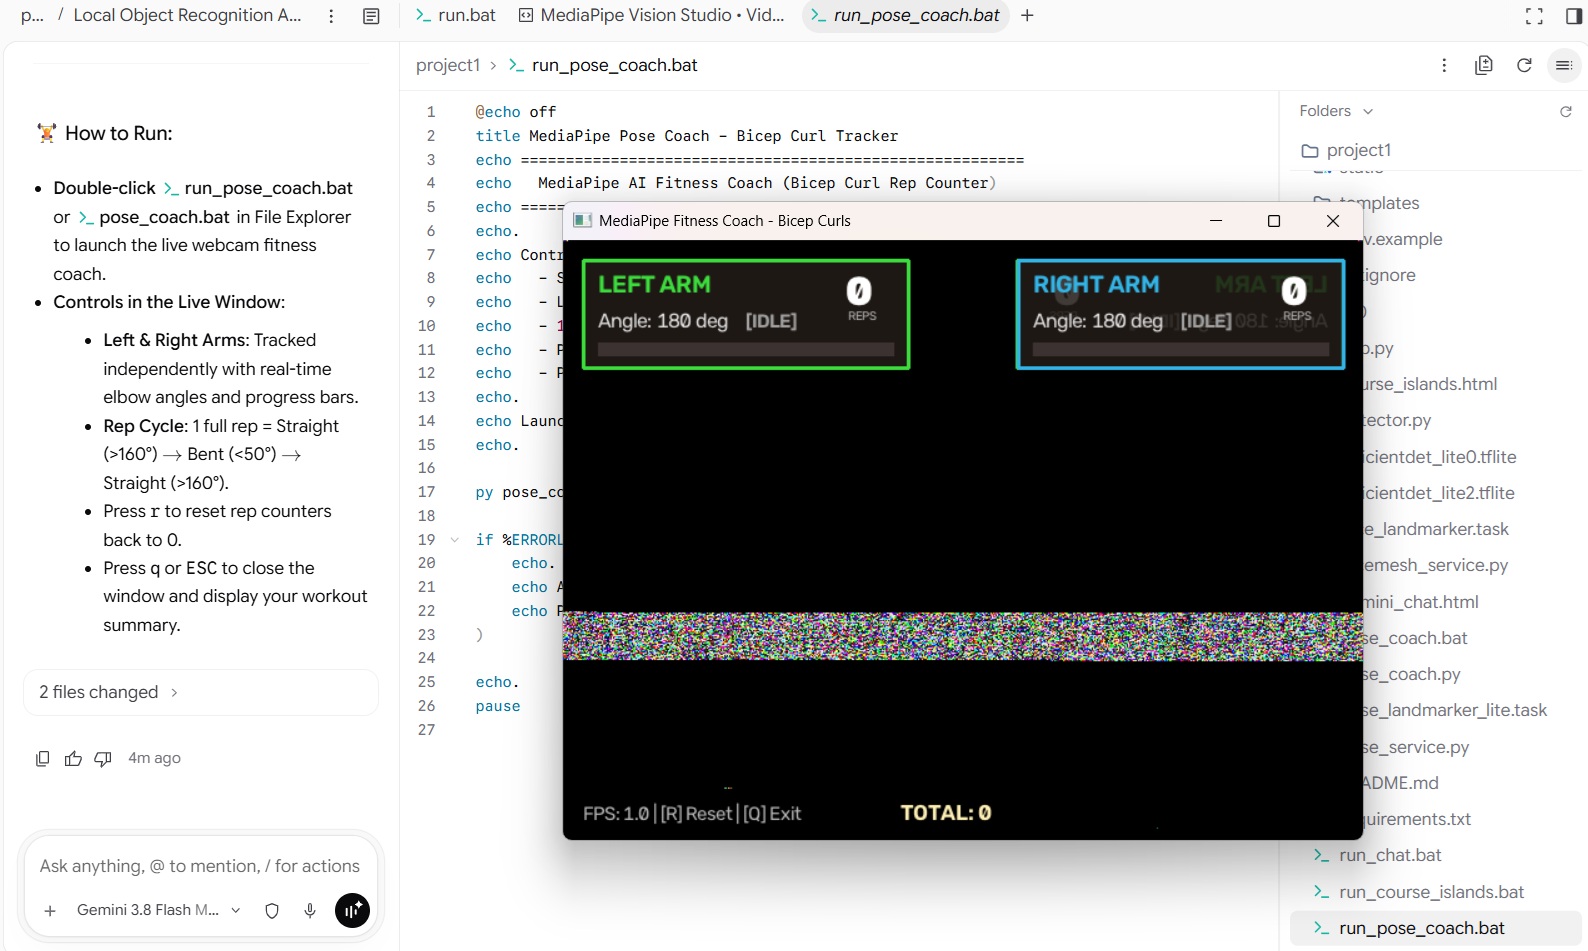 p... / Local Object Recognition A...
run.bat
MediaPipe Vision Studio • Vid...
run_pose_coach.bat
How to Run:
• Double-click >_ run_pose_coach.bat
or >_ pose_coach.bat in File Explorer
to launch the live webcam fitness
coach.
• Controls in the Live Window:
• Left & Right Arms: Tracked
independently with real-time
elbow angles and progress bars.
• Rep Cycle: 1 full rep = Straight
(>160°) → Bent (<50°) →
Straight (>160°).
• Press r to reset rep counters
back to 0.
• Press q or ESC to close the
window and display your workout
summary.
2 files changed >
4m ago
Ask anything, @ to mention, / for actions
Gemini 3.8 Flash M...
project1 > >_ run_pose_coach.bat
1 @echo off
2 title MediaPipe Pose Coach - Bicep Curl Tracker
3 echo ========================================================
4 echo   MediaPipe AI Fitness Coach (Bicep Curl Rep Counter)
5 echo =====
6 echo.
7 echo Contr
8 echo   - S
9 echo   - L
10 echo   - 1
11 echo   - P
12 echo   - P
13 echo.
14 echo Launc
15 echo.
16
17 py pose_co
18
19 if %ERRORL
20 echo.
21 echo A
22 echo P
23 )
24
25 echo.
26 pause
27
MediaPipe Fitness Coach - Bicep Curls
LEFT ARM
0
REPS
Angle: 180 deg [IDLE]
RIGHT ARM
0
REPS
Angle: 180 deg [IDLE]
FPS: 1.0 | [R] Reset | [Q] Exit
TOTAL: 0
Folders
project1
static
templates
v.example
ignore
p.py
urse_islands.html
tector.py
icientdet_lite0.tflite
icientdet_lite2.tflite
e_landmarker.task
emesh_service.py
mini_chat.html
se_coach.bat
se_coach.py
se_landmarker_lite.task
se_service.py
ADME.md
quirements.txt
run_chat.bat
run_course_islands.bat
run_pose_coach.bat